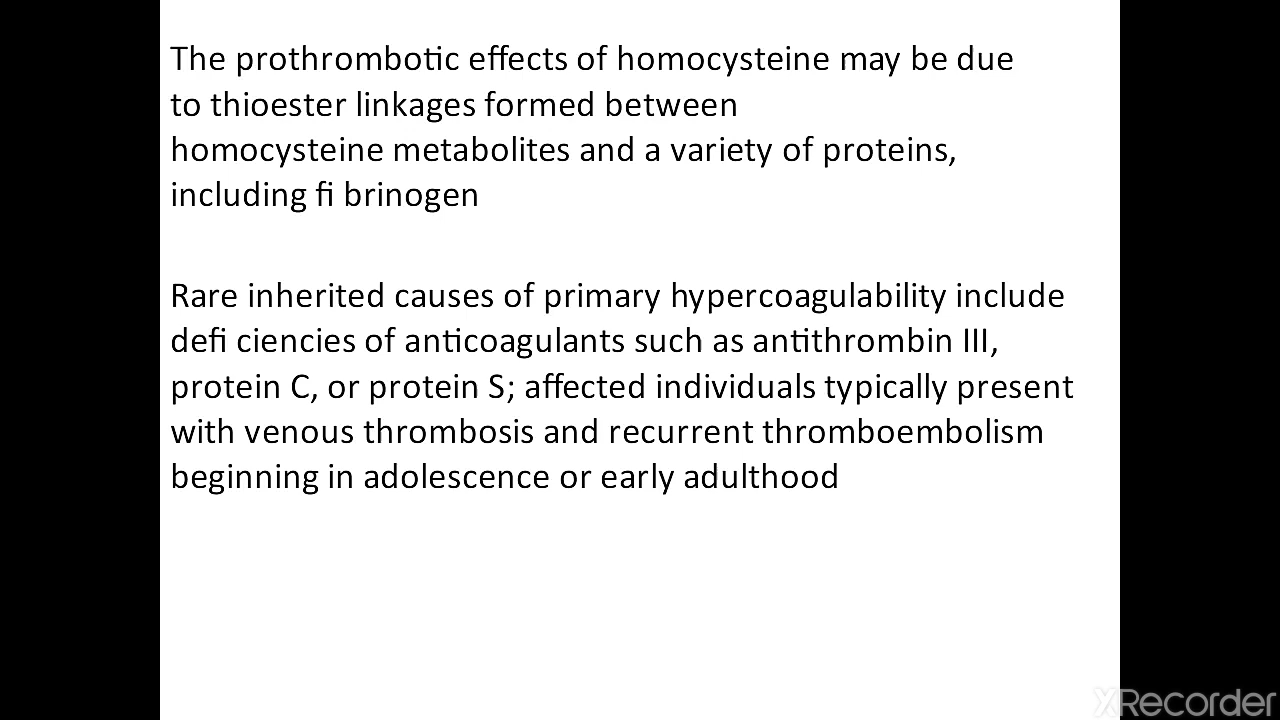 The prothrombotic effects of homocysteine may be due
to thioester linkages formed between
homocysteine metabolites and a variety of proteins,
including fi brinogen
Rare inherited causes of primary hypercoagulability include
defi ciencies of anticoagulants such as antithrombin III,
protein C, or protein S; affected individuals typically present
with venous thrombosis and recurrent thromboembolism
beginning in adolescence or early adulthood
XRecorder